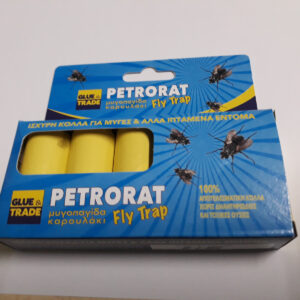 GLUE &
TRADE
PETRORAT
μυγοπαγίδα
καρουλάκι
Fly Trap
ΙΣΧΥΡΗ ΚΟΛΛΑ ΓΙΑ ΜΥΓΕΣ & ΑΛΛΑ ΙΠΤΑΜΕΝΑ ΕΝΤΟΜΑ
GLUE &
TRADE
PETRORAT
μυγοπαγίδα
καρουλάκι
Fly Trap
100%
ΑΠΟΤΕΛΕΣΜΑΤΙΚΗ ΚΟΛΛΑ
ΧΩΡΙΣ ΑΝΑΘΥΜΙΑΣΕΙΣ
ΚΑΙ ΤΟΞΙΚΕΣ ΟΥΣΙΕΣ